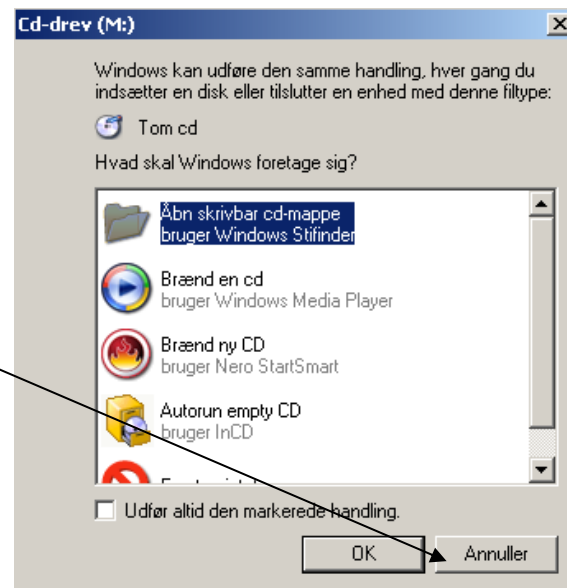 Cd-drev (M:)
Windows kan udføre den samme handling, hver gang du
indsætter en disk eller tilslutter en enhed med denne filtype:
Tom cd
Hvad skal Windows foretage sig?
Åbn skrivbar cd-mappe
bruger Windows Stifinder
Brænd en cd
bruger Windows Media Player
Brænd ny CD
bruger Nero StartSmart
Autorun empty CD
bruger InCD
Udfør altid den markerede handling.
OK
Annuller